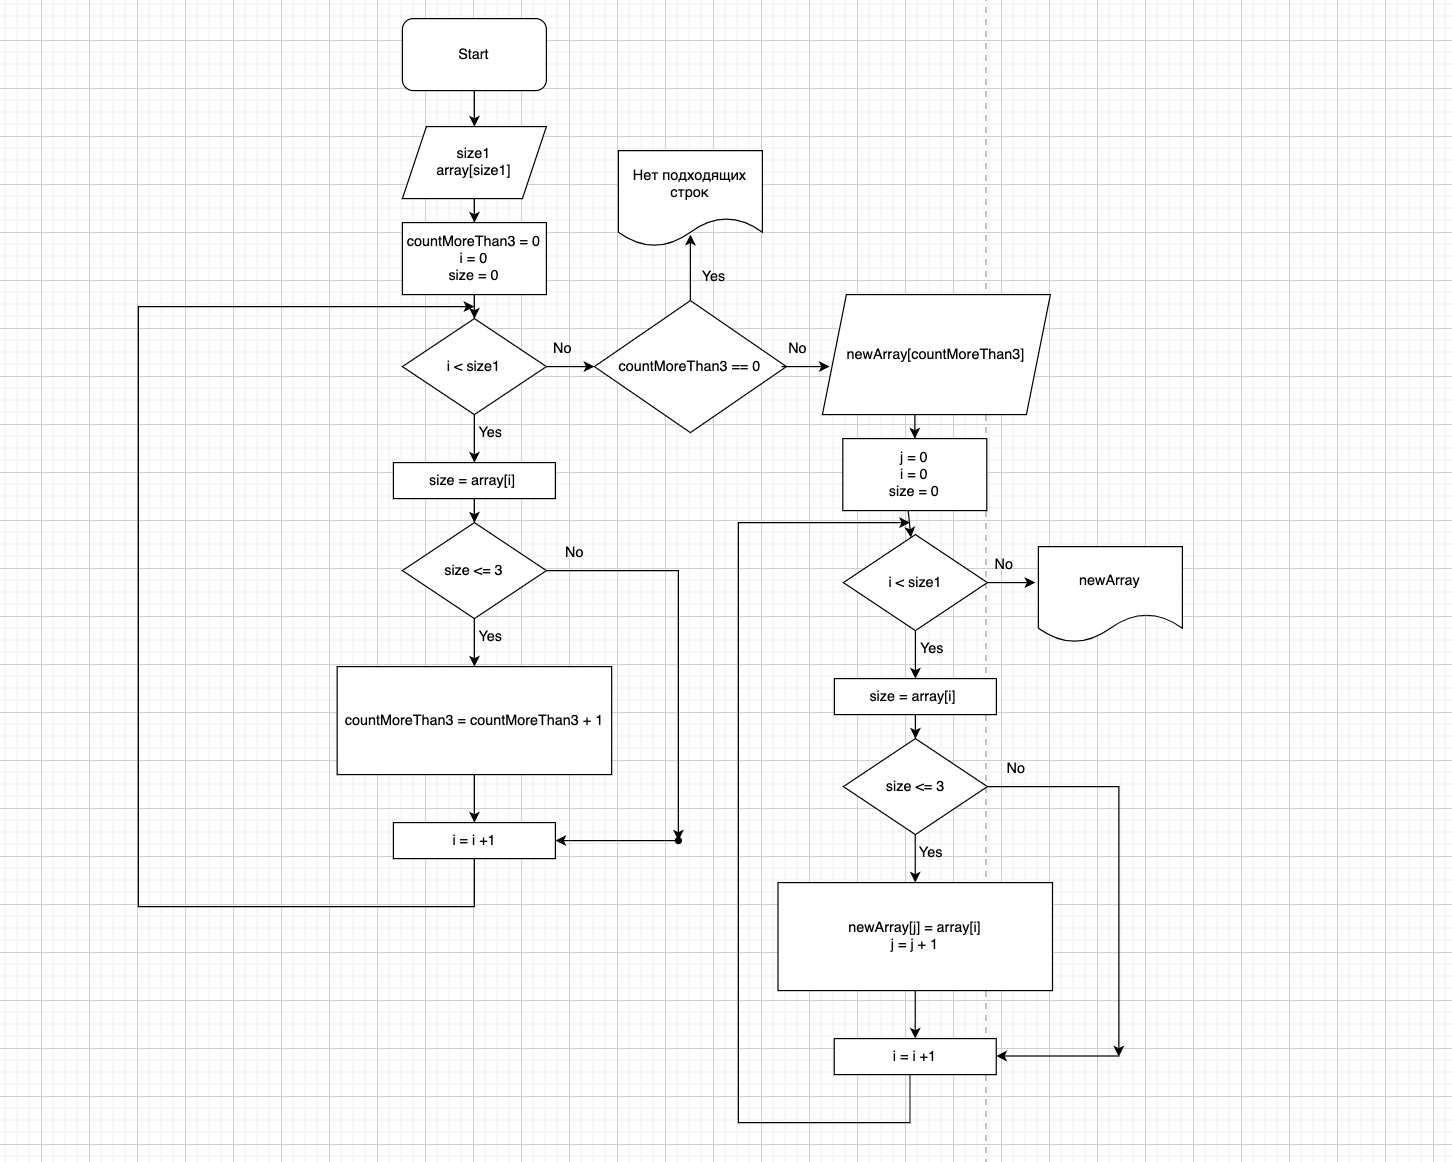 Start
size1
array[size1]
Нет подходящих
строк
countMoreThan3 = 0
i = 0
size = 0
Yes
i < size1
No
countMoreThan3 == 0
No
newArray[countMoreThan3]
Yes
size = array[i]
j = 0
i = 0
size = 0
size <= 3
No
i < size1
No
newArray
Yes
Yes
countMoreThan3 = countMoreThan3 + 1
size = array[i]
size <= 3
No
i = i +1
Yes
newArray[j] = array[i]
j = j + 1
i = i +1